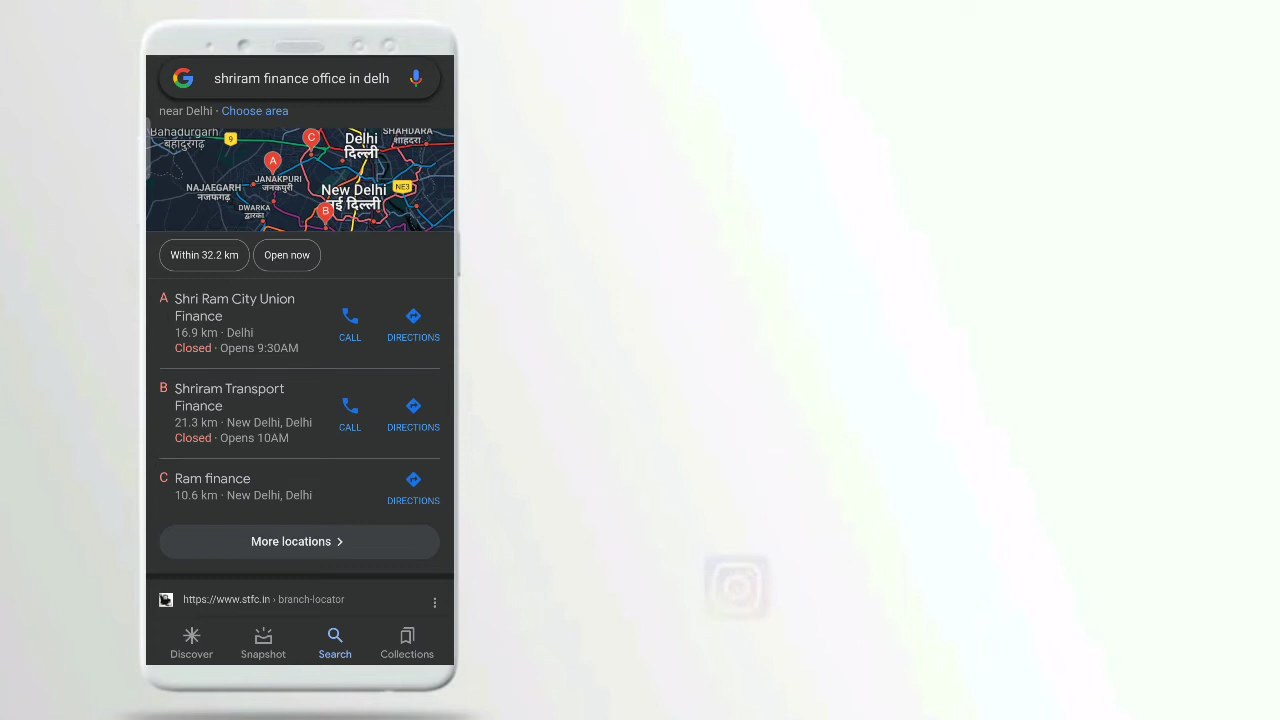 shriram finance office in delh
near Delhi · Choose area
Bahadurgarh
बहादुरगढ़
9
C
Delhi
दिल्ली
SHAHDARA
शाहदरा
A
JANAKPURI
जनकपुरी
NAJAFGARH
नजफगढ़
New Delhi
नई दिल्ली
NE3
DWARKA
द्वारका
B
Within 32.2 km
Open now
A Shri Ram City Union
Finance
16.9 km · Delhi
Closed · Opens 9:30AM
CALL
DIRECTIONS
B Shriram Transport
Finance
21.3 km · New Delhi, Delhi
Closed · Opens 10AM
CALL
DIRECTIONS
C Ram finance
10.6 km · New Delhi, Delhi
DIRECTIONS
More locations >
https://www.stfc.in › branch-locator
Discover
Snapshot
Search
Collections